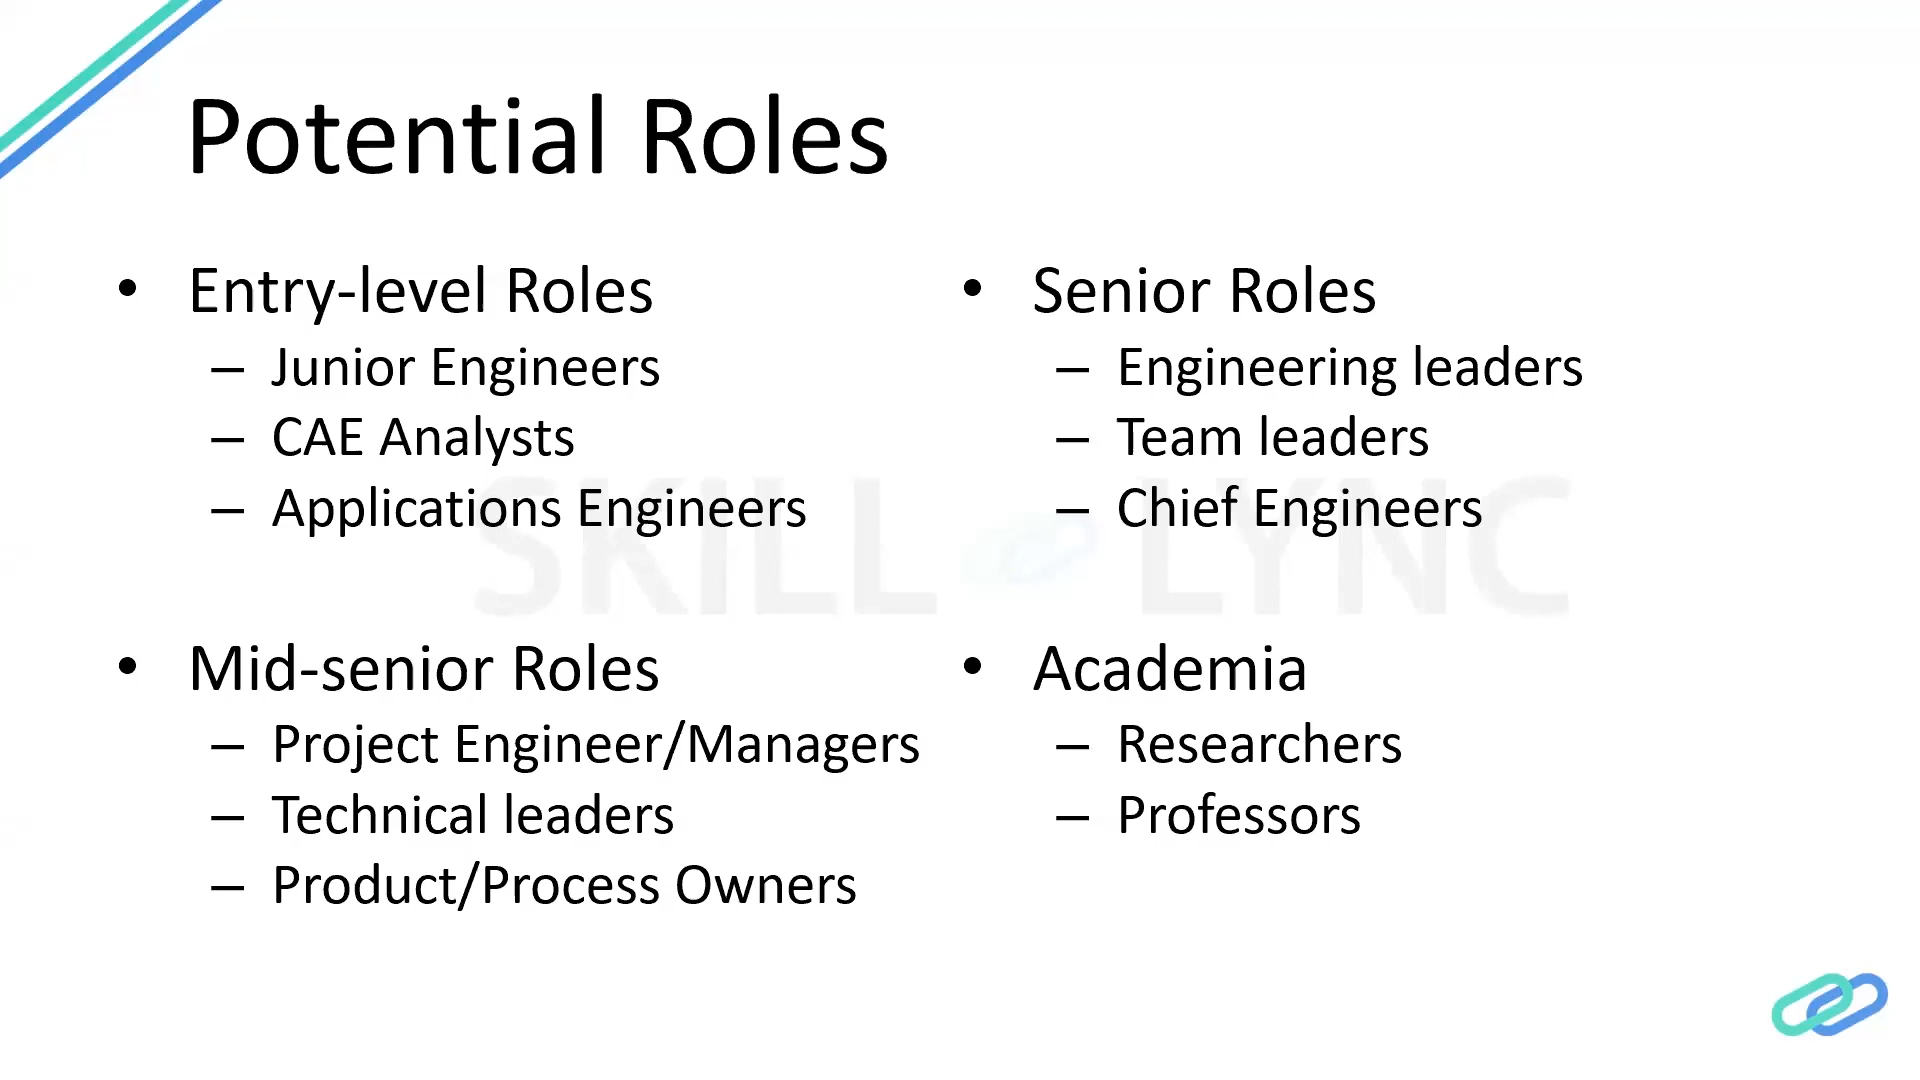 Potential Roles
• Entry-level Roles
– Junior Engineers
– CAE Analysts
– Applications Engineers
• Mid-senior Roles
– Project Engineer/Managers
– Technical leaders
– Product/Process Owners
• Senior Roles
– Engineering leaders
– Team leaders
– Chief Engineers
• Academia
– Researchers
– Professors
SKILL LYNC